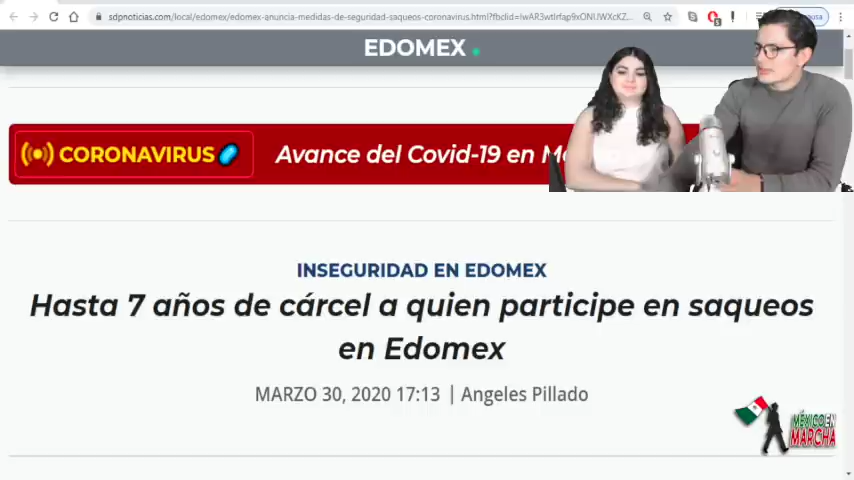 sdpnoticias.com/local/edomex/edomex-anuncia-medidas-de-seguridad-saqueos-coronavirus.html?fbclid=IwAR3wtIrfap9xONUWXcKZ...
EDOMEX
CORONAVIRUS
Avance del Covid-19 en M
INSEGURIDAD EN EDOMEX
Hasta 7 años de cárcel a quien participe en saqueos
en Edomex
MARZO 30, 2020 17:13 | Angeles Pillado
MÉXICO EN
MARCHA